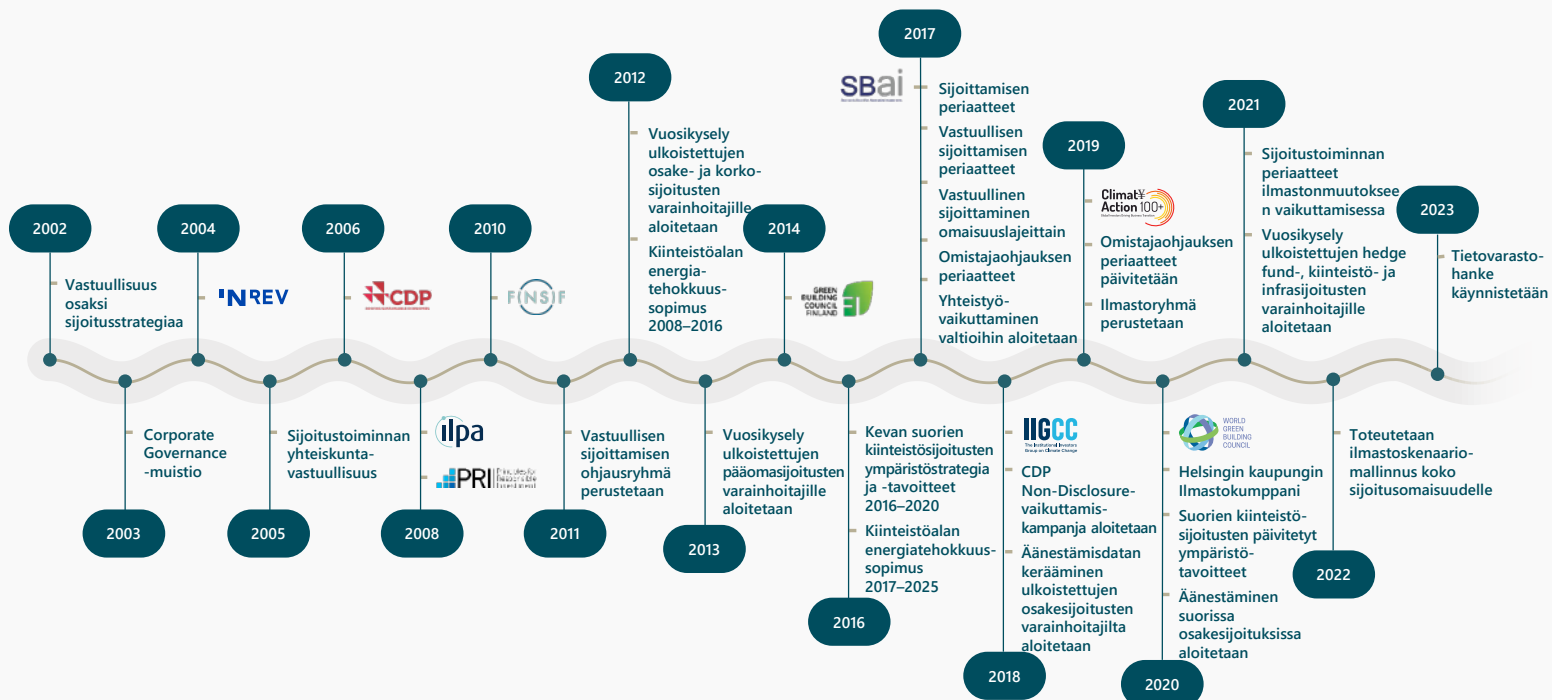 2002
Vastuullisuus
osaksi
sijoitusstrategiaa
2003
Corporate
Governance
-muistio
2004
INREV
2005
Sijoitustoiminnan
yhteiskunta-
vastuullisuus
2006
CDP
2008
ilpa
PRI Principles for
Responsible
Investment
2010
FINSIF
2011
Vastuullisen
sijoittamisen
ohjausryhmä
perustetaan
2012
Vuosikysely
ulkoistettujen
osake- ja korko-
sijoitusten
varainhoitajille
aloitetaan
Kiinteistöalan
energia-
tehokkuus-
sopimus
2008–2016
2013
Vuosikysely
ulkoistettujen
pääomasijoitusten
varainhoitajille
aloitetaan
2014
GREEN
BUILDING
COUNCIL
FINLAND
FI
2016
Kevan suorien
kiinteistösijoitusten
ympäristöstrategia
ja -tavoitteet
2016–2020
Kiinteistöalan
energiatehokkuus-
sopimus
2017–2025
2017
SBai
Sijoittamisen
periaatteet
Vastuullisen
sijoittamisen
periaatteet
Vastuullinen
sijoittaminen
omaisuuslajeittain
Omistajaohjauksen
periaatteet
Yhteistyö-
vaikuttaminen
valtioihin aloitetaan
2018
IIGCC
The Institutional Investors
Group on Climate Change
CDP
Non-Disclosure-
vaikuttamis-
kampanja aloitetaan
Äänestämisdatan
kerääminen
ulkoistettujen
osakesijoitusten
varainhoitajilta
aloitetaan
2019
Climate
Action 100+
Omistajaohjauksen
periaatteet
päivitetään
Ilmastoryhmä
perustetaan
2020
WORLD
GREEN
BUILDING
COUNCIL
Helsingin kaupungin
Ilmastokumppani
Suorien kiinteistö-
sijoitusten päivitetyt
ympäristö-
tavoitteet
Äänestäminen
suorissa
osakesijoituksissa
aloitetaan
2021
Sijoitustoiminnan
periaatteet
ilmastonmuutoksee
n vaikuttamisessa
Vuosikysely
ulkoistettujen hedge
fund-, kiinteistö- ja
infrasijoitusten
varainhoitajille
aloitetaan
2022
Toteutetaan
ilmastoskenaario-
mallinnus koko
sijoitusomaisuudelle
2023
Tietovarasto-
hanke
käynnistetään